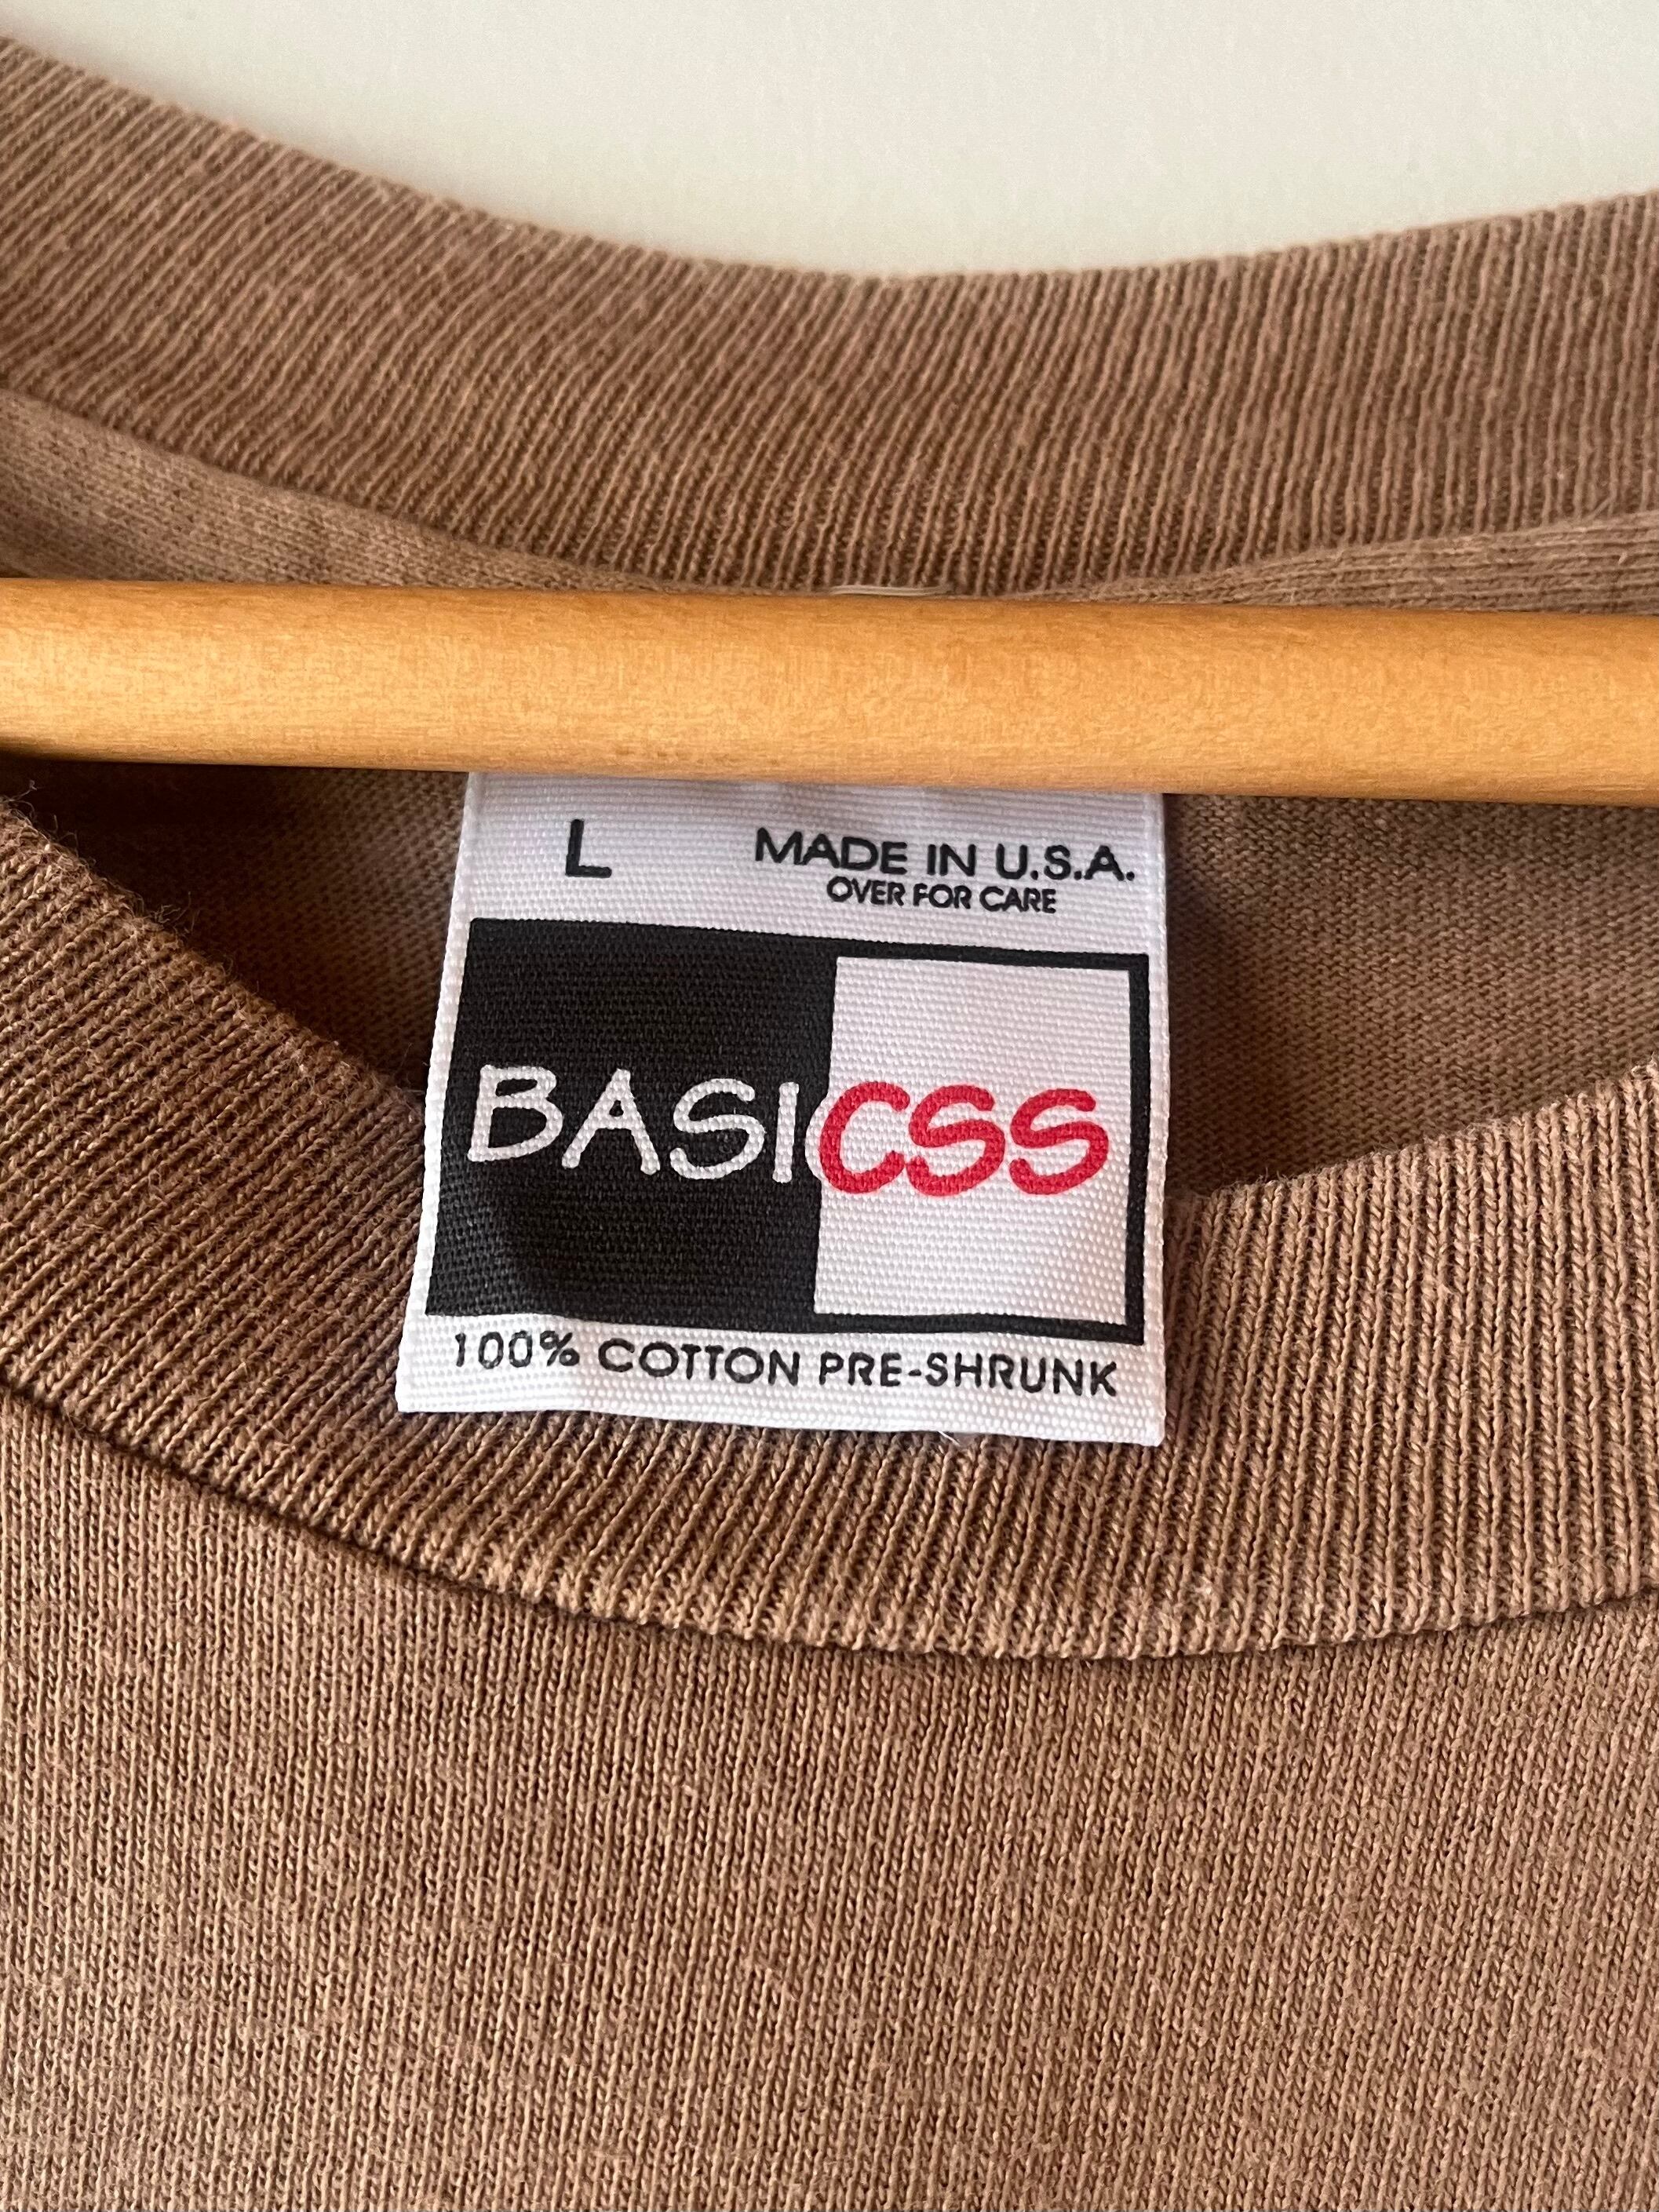 L MADE IN U.S.A.
OVER FOR CARE
BASICSS
100% COTTON PRE-SHRUNK